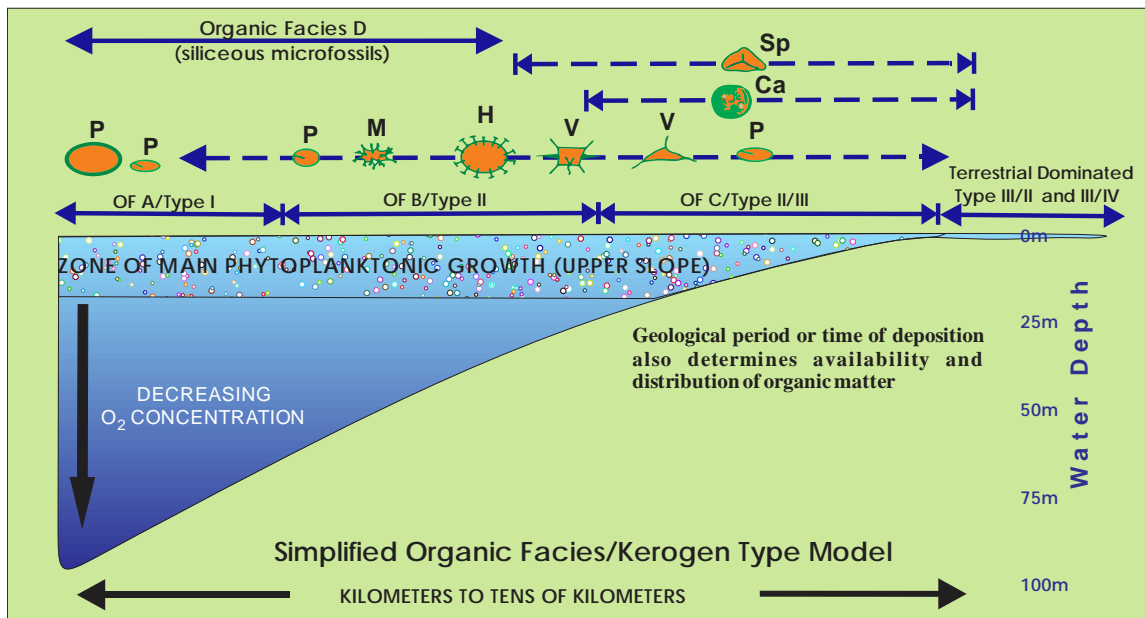 Organic Facies D
(siliceous microfossils)
Sp
Ca
P
P
P
M
H
V
V
P
OF A/Type I
OF B/Type II
OF C/Type II/III
Terrestrial Dominated
Type III/II and III/IV
0m
ZONE OF MAIN PHYTOPLANKTONIC GROWTH (UPPER SLOPE)
25m
Geological period or time of deposition
also determines availability and
distribution of organic matter
DECREASING
O₂ CONCENTRATION
50m
Water Depth
75m
Simplified Organic Facies/Kerogen Type Model
100m
KILOMETERS TO TENS OF KILOMETERS